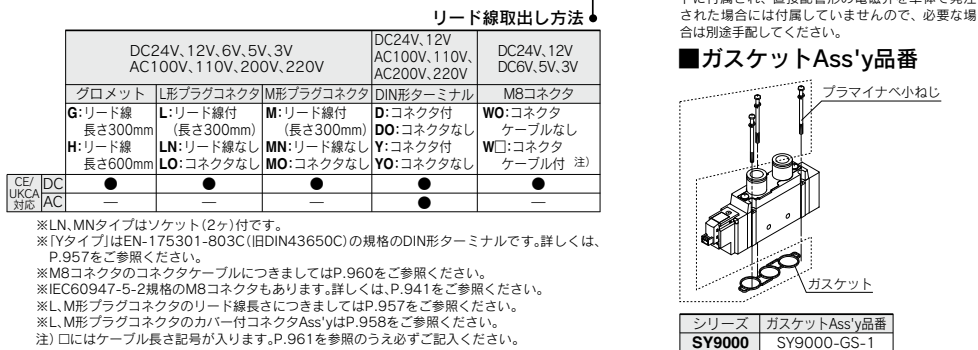 リード線取出し方法
DC24V、12V、6V、5V、3V
AC100V、110V、200V、220V
DC24V、12V
AC100V、110V、
AC200V、220V
DC24V、12V
DC6V、5V、3V
グロメット L形プラグコネクタ M形プラグコネクタ DIN形ターミナル M8コネクタ
G:リード線 L:リード線付 M:リード線付 D:コネクタ付 WO:コネクタ
長さ300mm (長さ300mm) (長さ300mm) DO:コネクタなし ケーブルなし
H:リード線 LN:リード線なし MN:リード線なし Y:コネクタ付 W□:コネクタ
長さ600mm LO:コネクタなし MO:コネクタなし YO:コネクタなし ケーブル付 注)
CE/
UKCA
対応
DC ● ● ● ● ●
AC — — — ● —
※LN、MNタイプはソケット(2ヶ)付です。
※「Yタイプ」はEN-175301-803C(旧DIN43650C)の規格のDIN形ターミナルです。詳しくは、
P.957をご参照ください。
※M8コネクタのコネクタケーブルにつきましてはP.960をご参照ください。
※IEC60947-5-2規格のM8コネクタもあります。詳しくは、P.941をご参照ください。
※L、M形プラグコネクタのリード線長さにつきましてはP.957をご参照ください。
※L、M形プラグコネクタのカバー付コネクタAss'yはP.958をご参照ください。
注) □にはケーブル長さ記号が入ります。P.961を参照のうえ必ずご記入ください。
された場合には付属していませんので、必要な場
合は別途手配してください。
■ガスケットAss'y品番
プラマイナベ小ねじ
ガスケット
シリーズ ガスケットAss'y品番
SY9000 SY9000-GS-1